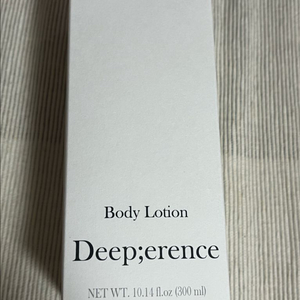 Body Lotion
Deep;erence
NET WT. 10.14 fl.oz (300 ml)